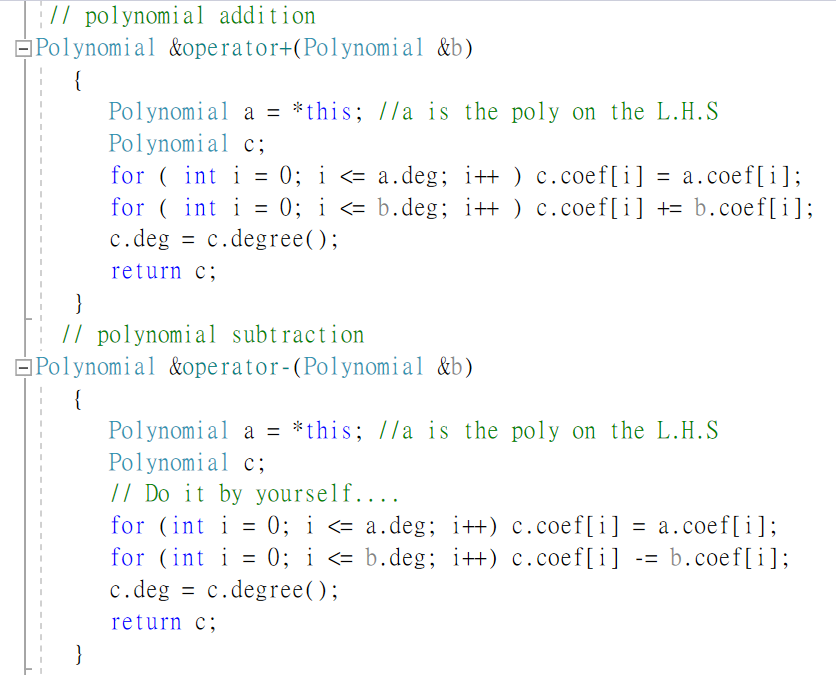 // polynomial addition
Polynomial &operator+(Polynomial &b)
{
Polynomial a = *this; //a is the poly on the L.H.S
Polynomial c;
for ( int i = 0; i <= a.deg; i++ ) c.coef[i] = a.coef[i];
for ( int i = 0; i <= b.deg; i++ ) c.coef[i] += b.coef[i];
c.deg = c.degree();
return c;
}
// polynomial subtraction
Polynomial &operator-(Polynomial &b)
{
Polynomial a = *this; //a is the poly on the L.H.S
Polynomial c;
// Do it by yourself....
for (int i = 0; i <= a.deg; i++) c.coef[i] = a.coef[i];
for (int i = 0; i <= b.deg; i++) c.coef[i] -= b.coef[i];
c.deg = c.degree();
return c;
}